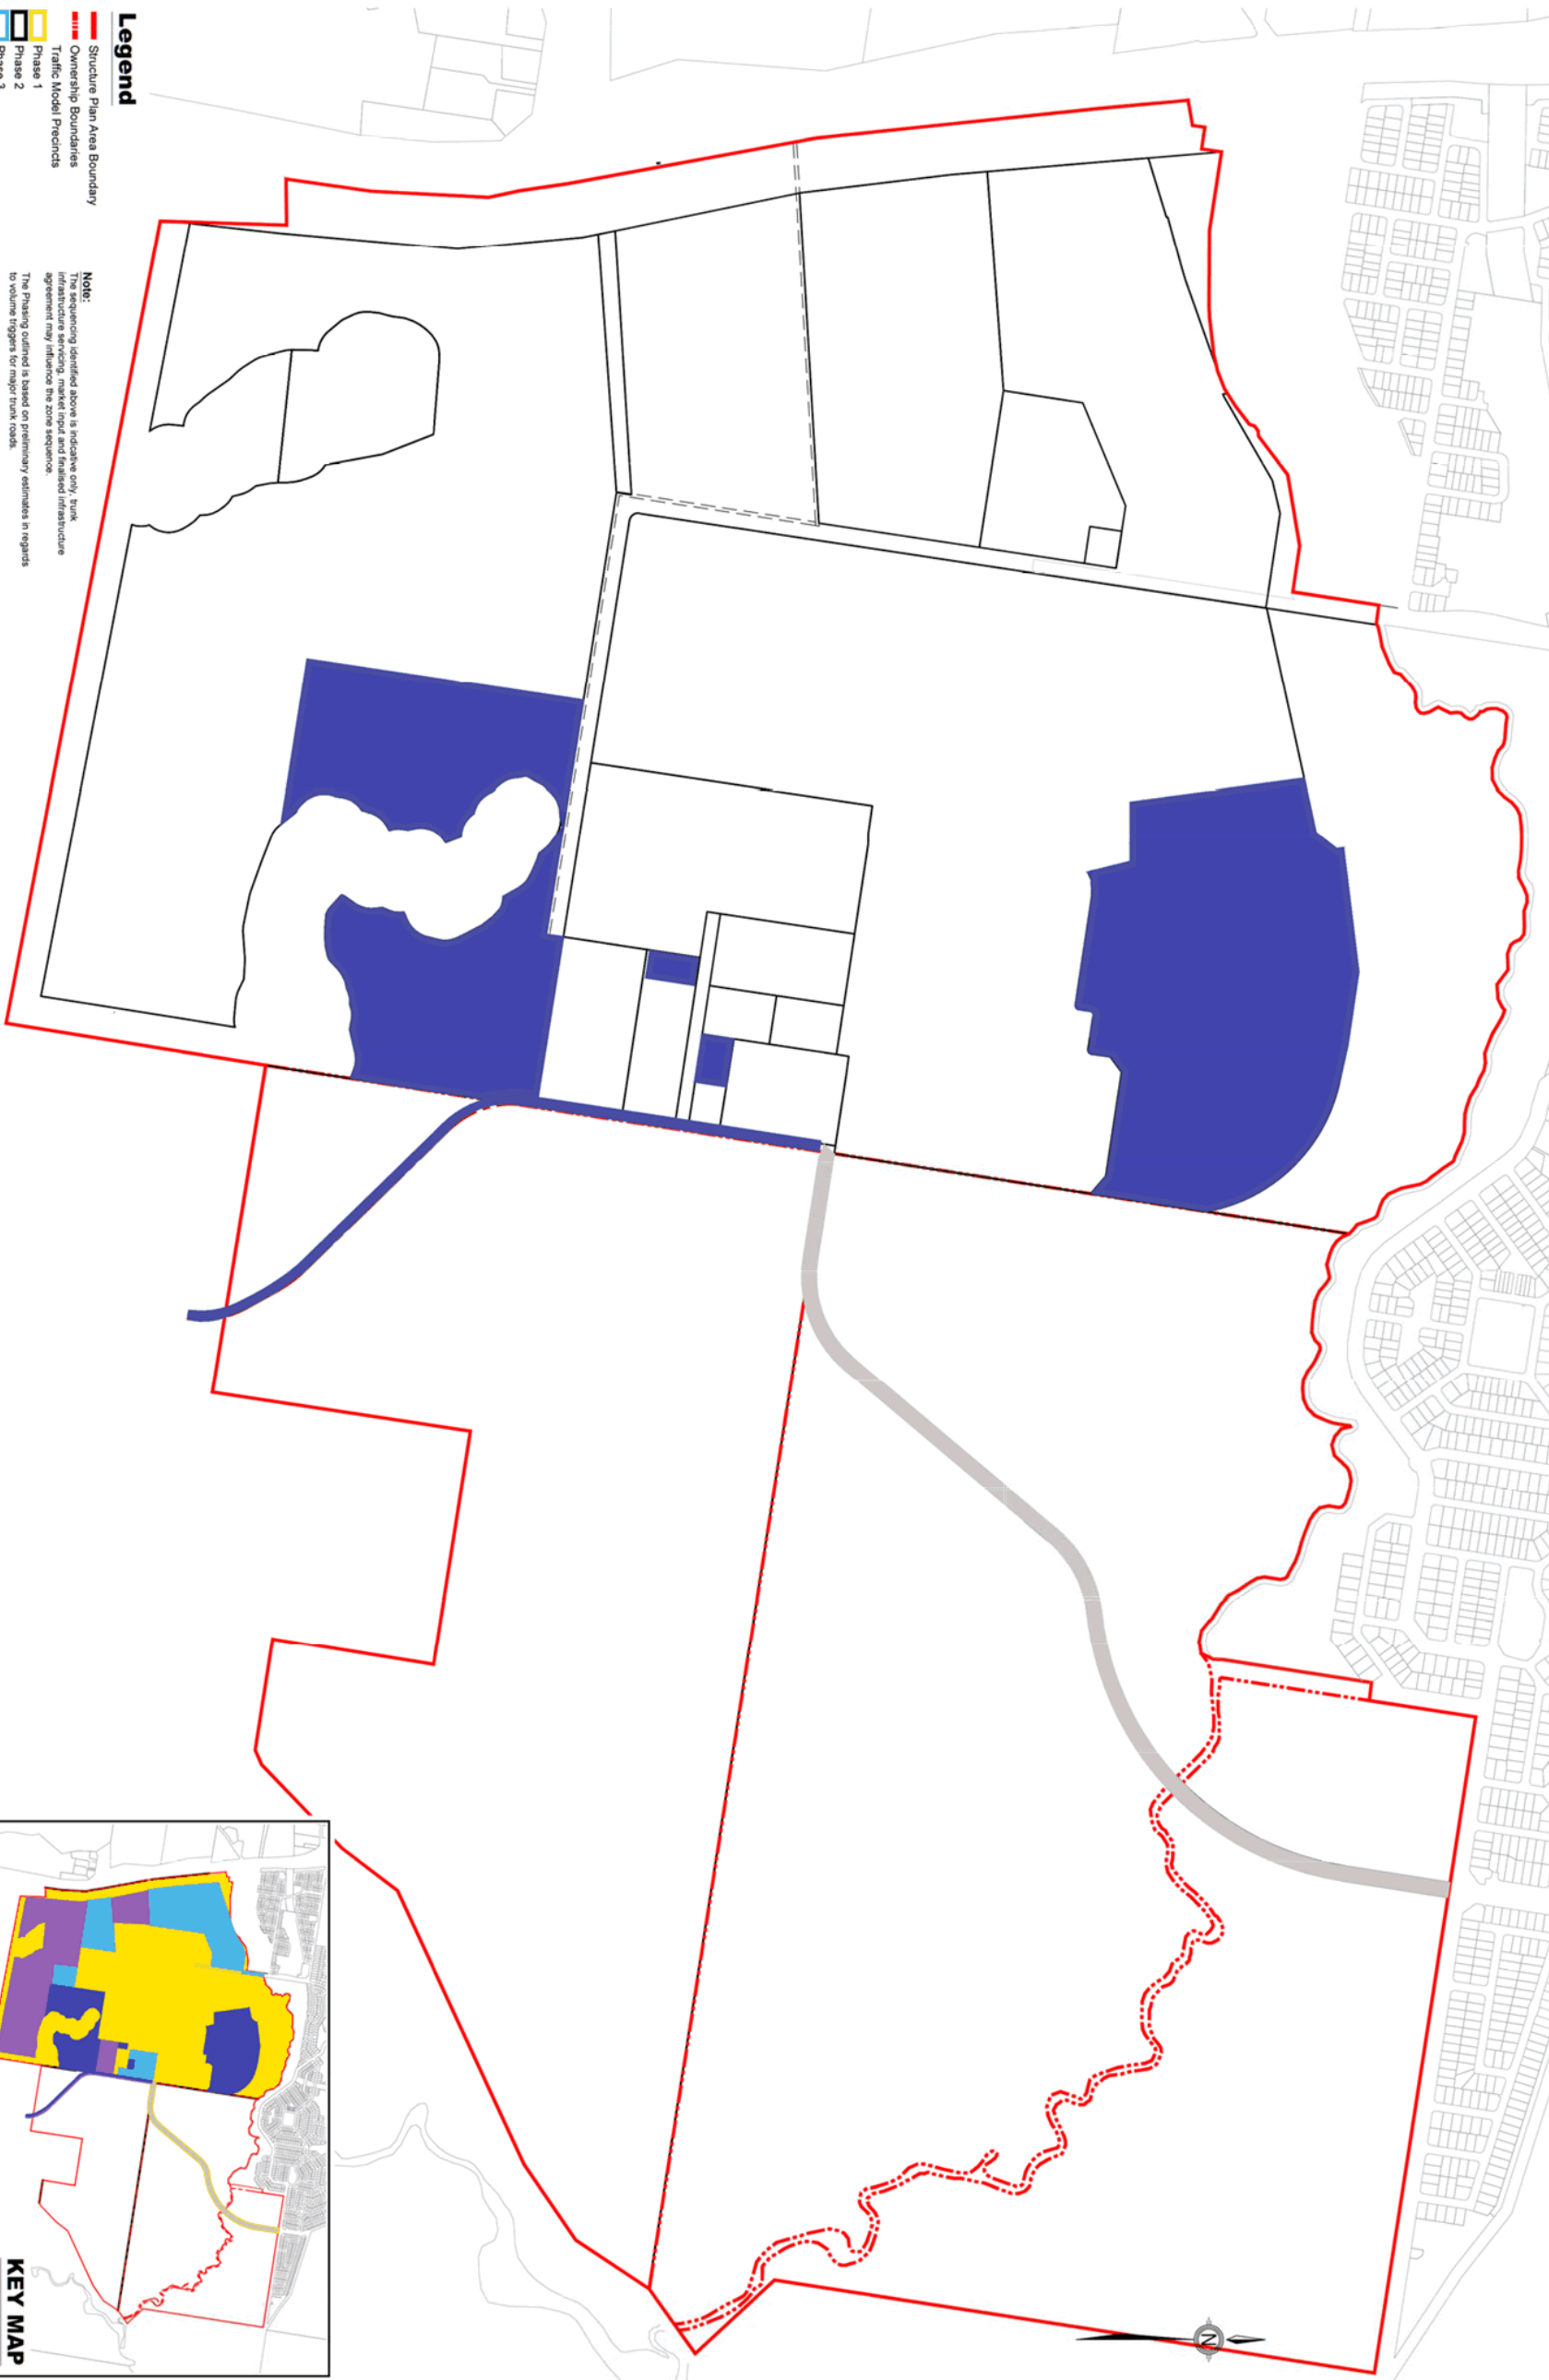 Legend
Structure Plan Area Boundary
Ownership Boundaries
Traffic Model Precincts
Phase 1
Phase 2
Phase 3
Note:
The sequencing identified above is indicative only, trunk
infrastructure servicing, market input and finalised infrastructure
agreement may influence the zone sequence.
The Phasing outlined is based on preliminary estimates in regards
to volume triggers for major trunk roads.
N
KEY MAP